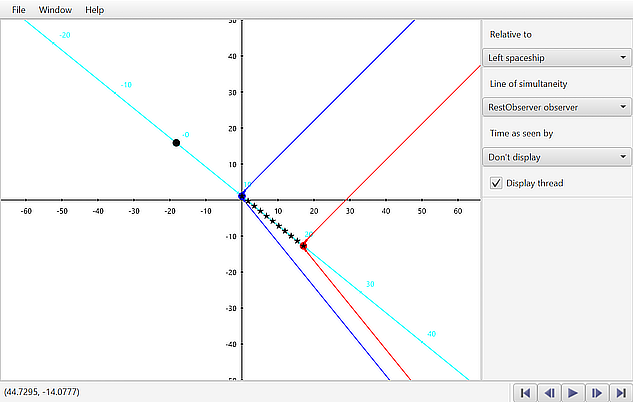 File Window Help
50
40
30
20
10
-10
-20
-30
-40
-60 -50 -40 -30 -20 -10 10 20 30 40 50 60
-20
-10
-0
20
30
40
Relative to
Left spaceship
Line of simultaneity
RestObserver observer
Time as seen by
Don't display
Display thread
(44.7295, -14.0777)